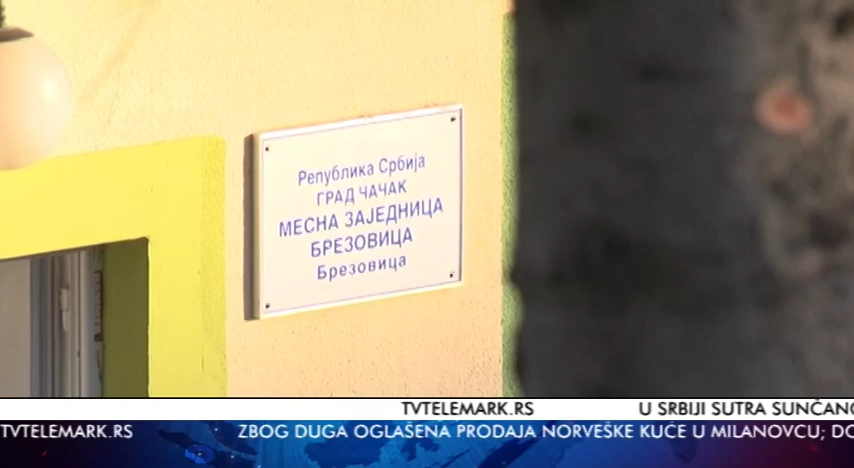 Република Србија
ГРАД ЧАЧАК
МЕСНА ЗАЈЕДНИЦА
БРЕЗОВИЦА
Брезовица
TVTELEMARK.RS U SRBIJI SUTRA SUNČANO
TVTELEMARK.RS ZBOG DUGA OGLAŠENA PRODAJA NORVEŠKE KUĆE U MILANOVCU; DO